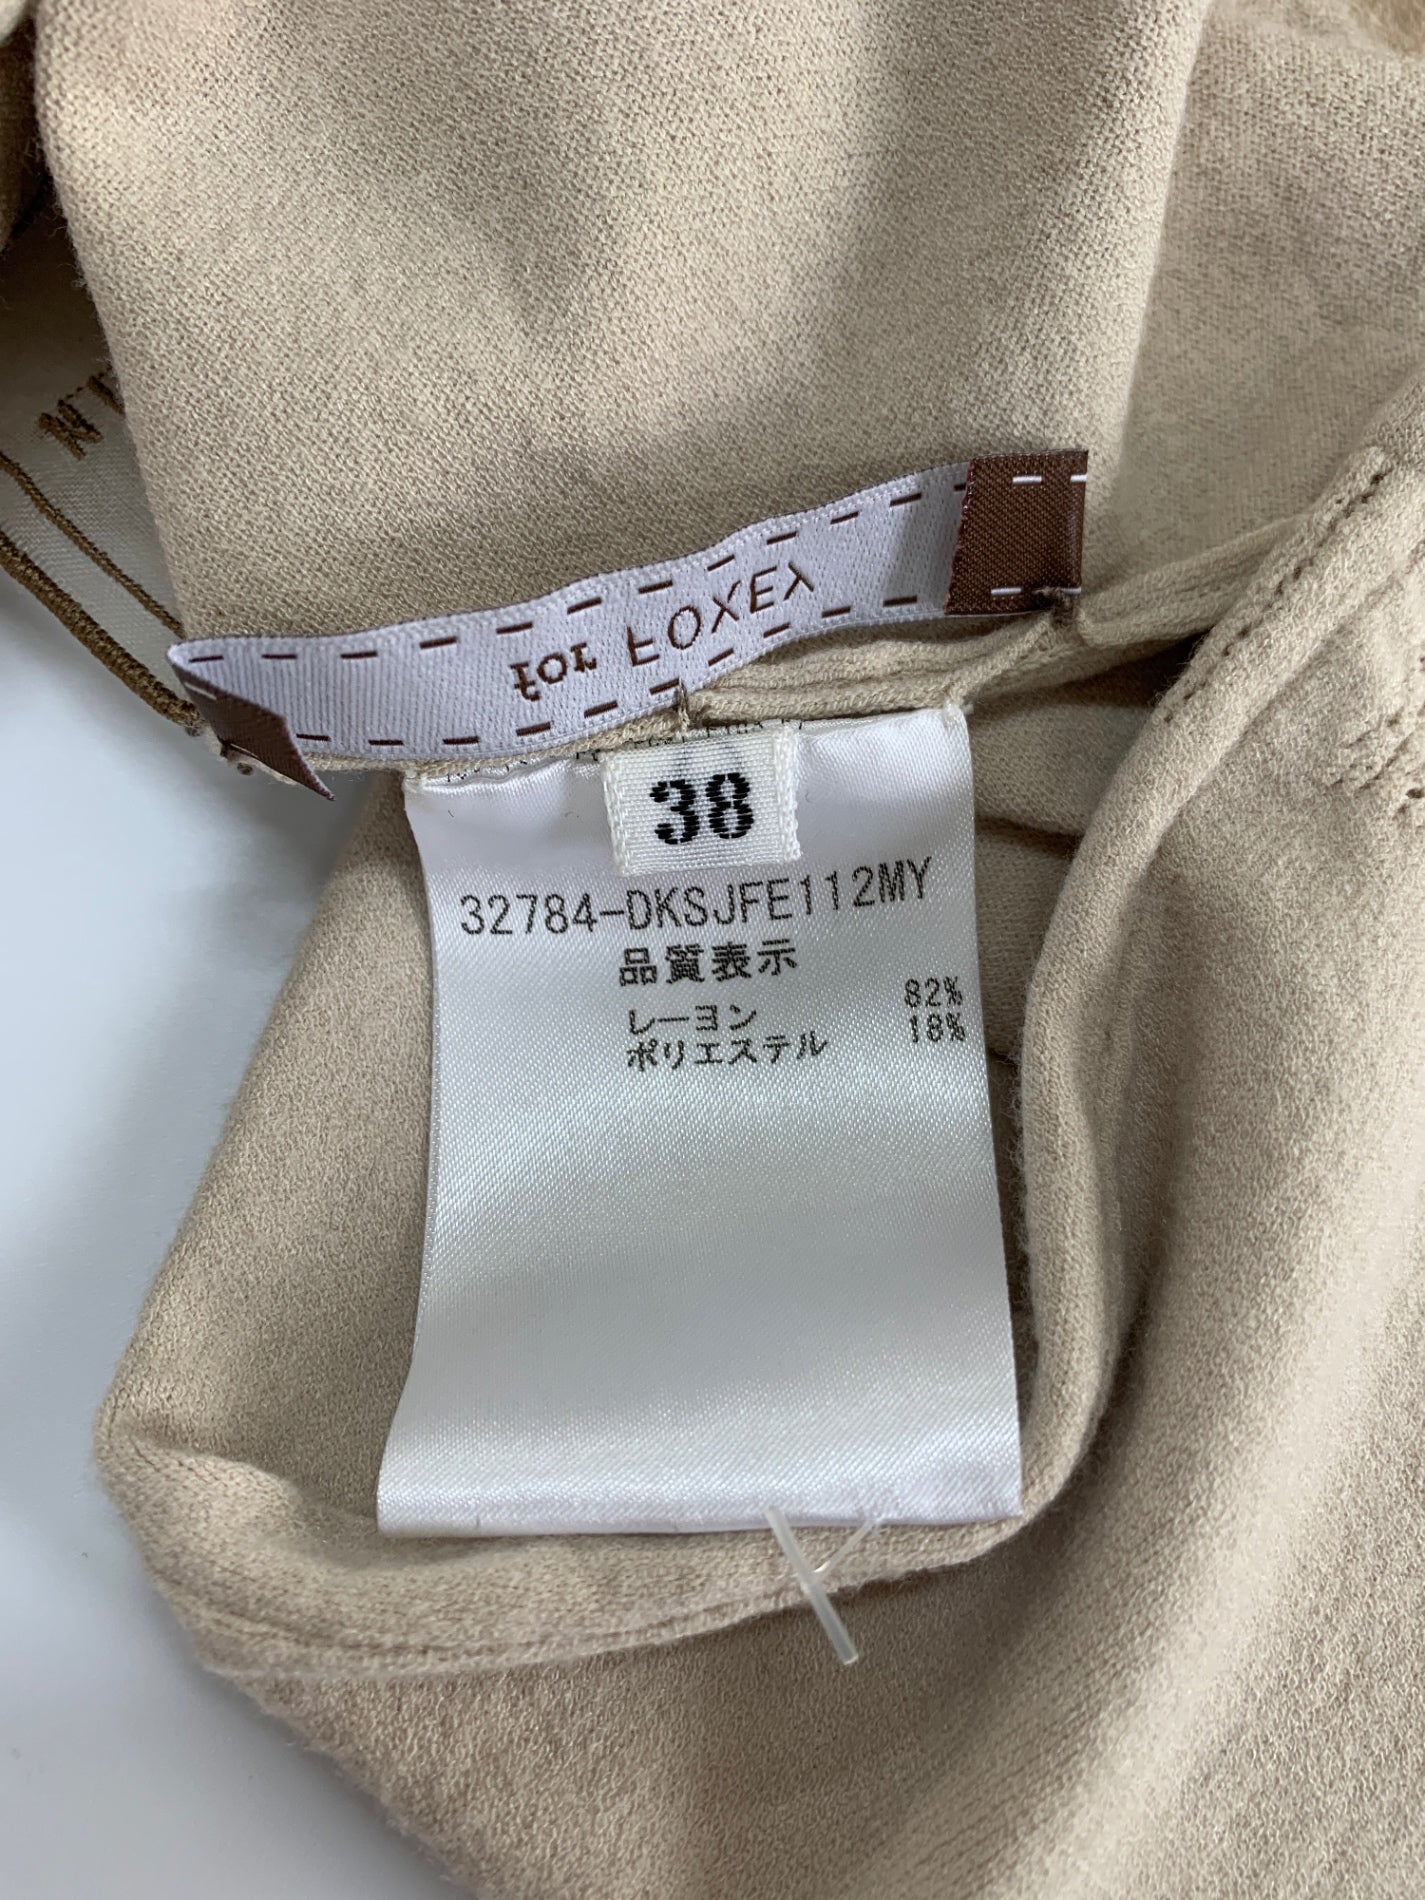 for FOXEY
38
32784-DKSJFE112MY
品質表示
レーヨン 82%
ポリエステル 18%